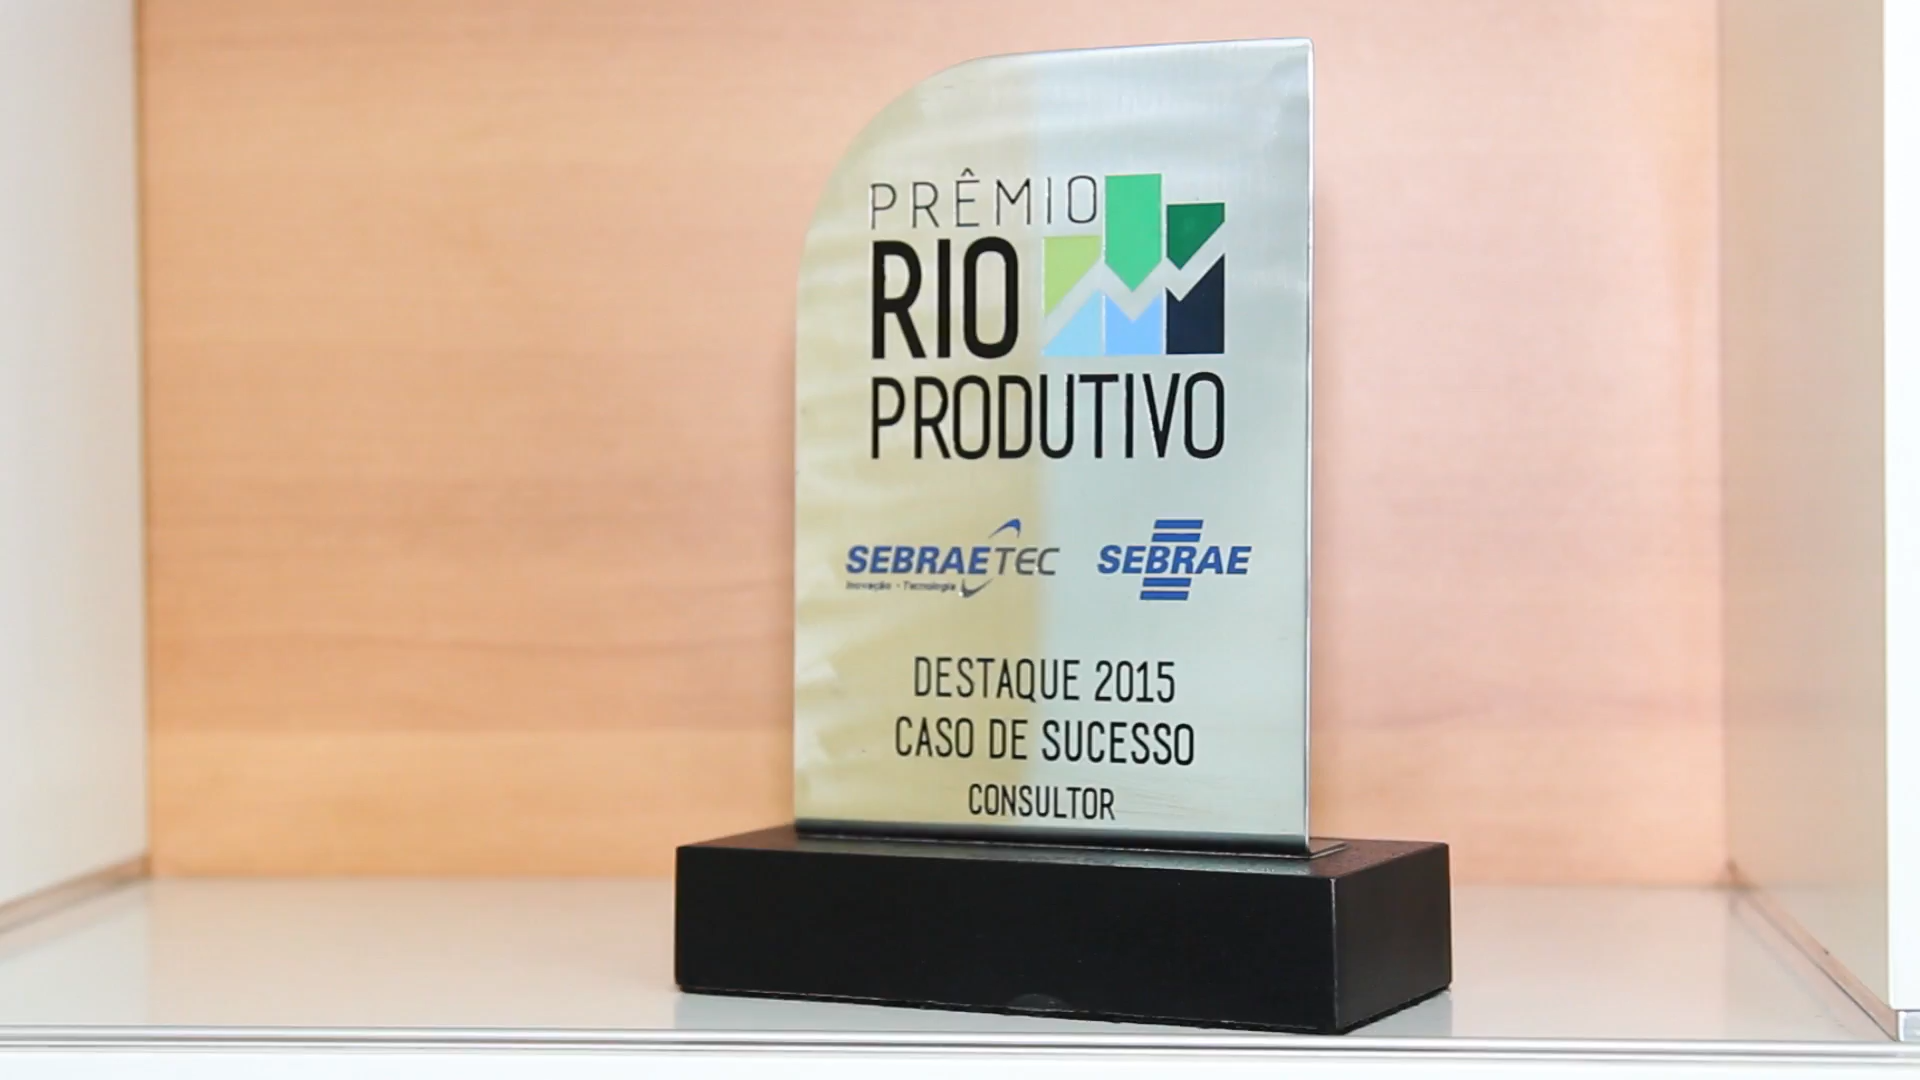 PRÊMIO
RIO
PRODUTIVO
SEBRAETEC
Inovação • Tecnologia
SEBRAE
DESTAQUE 2015
CASO DE SUCESSO
CONSULTOR